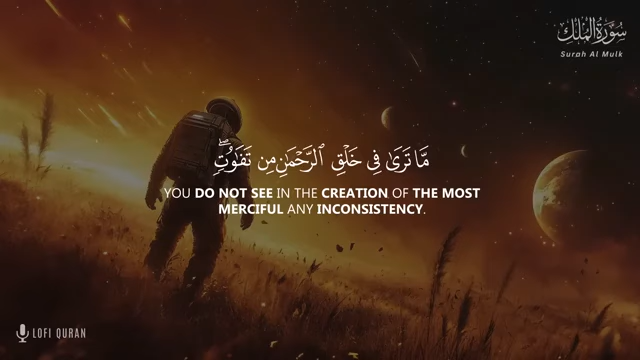 سُورَةُ المُلْكِ
Surah Al Mulk
مَّا تَرَىٰ فِي خَلْقِ ٱلرَّحْمَٰنِ مِن تَفَٰوُتٍۖ
YOU DO NOT SEE IN THE CREATION OF THE MOST
MERCIFUL ANY INCONSISTENCY.
LOFI QURAN